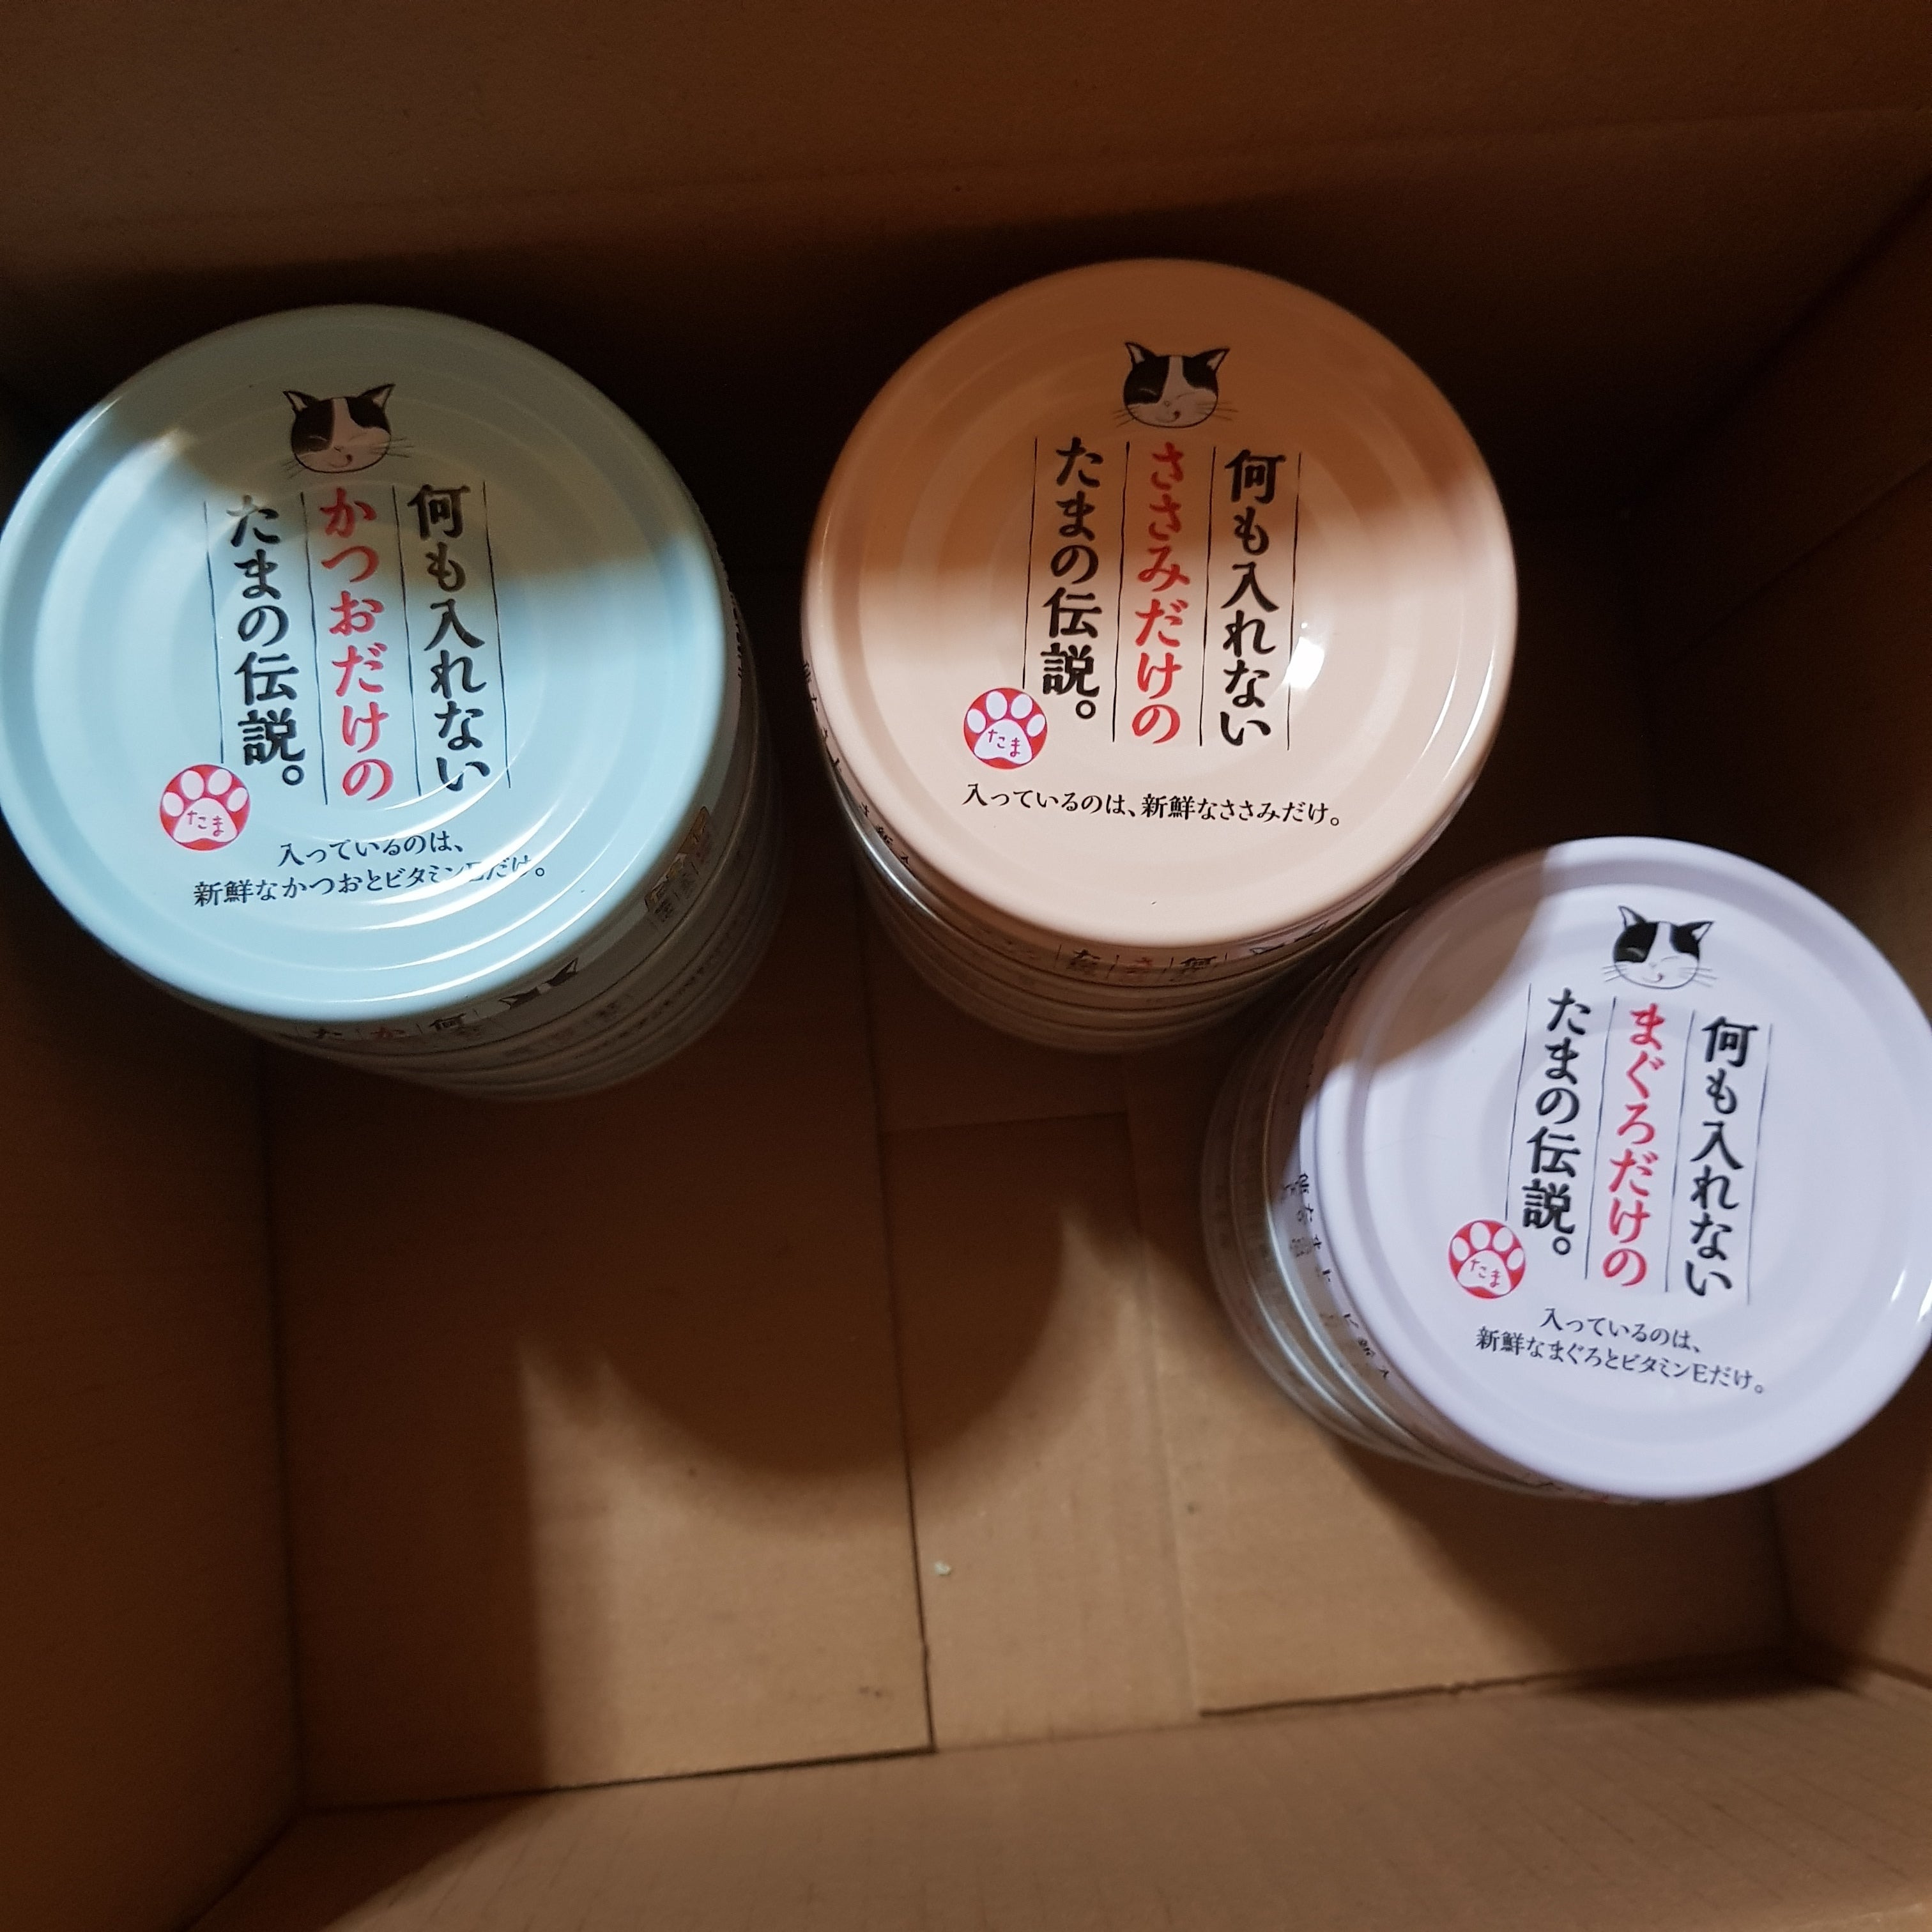 何も入れない
かつおだけの
たまの伝説。
たま
入っているのは、
新鮮なかつおとビタミンEだけ。
何も入れない
ささみだけの
たまの伝説。
たま
入っているのは、新鮮なささみだけ。
何も入れない
まぐろだけの
たまの伝説。
たま
入っているのは、
新鮮なまぐろとビタミンEだけ。